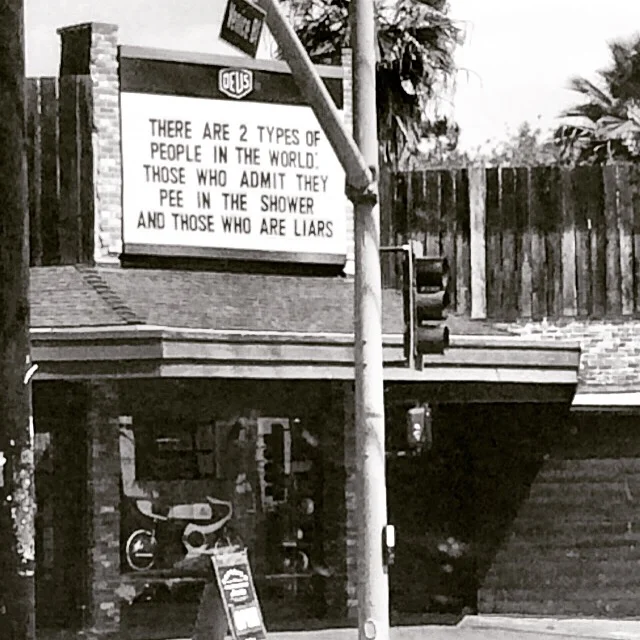 DEUS
THERE ARE 2 TYPES OF
PEOPLE IN THE WORLD:
THOSE WHO ADMIT THEY
PEE IN THE SHOWER
AND THOSE WHO ARE LIARS